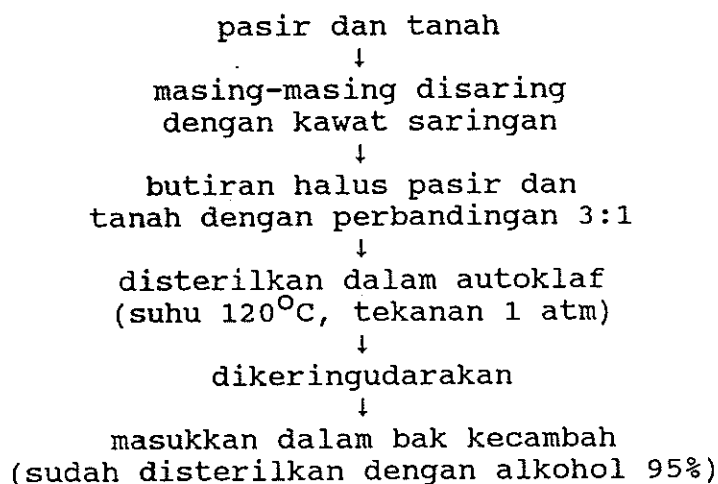 pasir dan tanah
↓
masing-masing disaring
dengan kawat saringan
↓
butiran halus pasir dan
tanah dengan perbandingan 3:1
↓
disterilkan dalam autoklaf
(suhu 120°C, tekanan 1 atm)
↓
dikeringudarakan
↓
masukkan dalam bak kecambah
(sudah disterilkan dengan alkohol 95%)